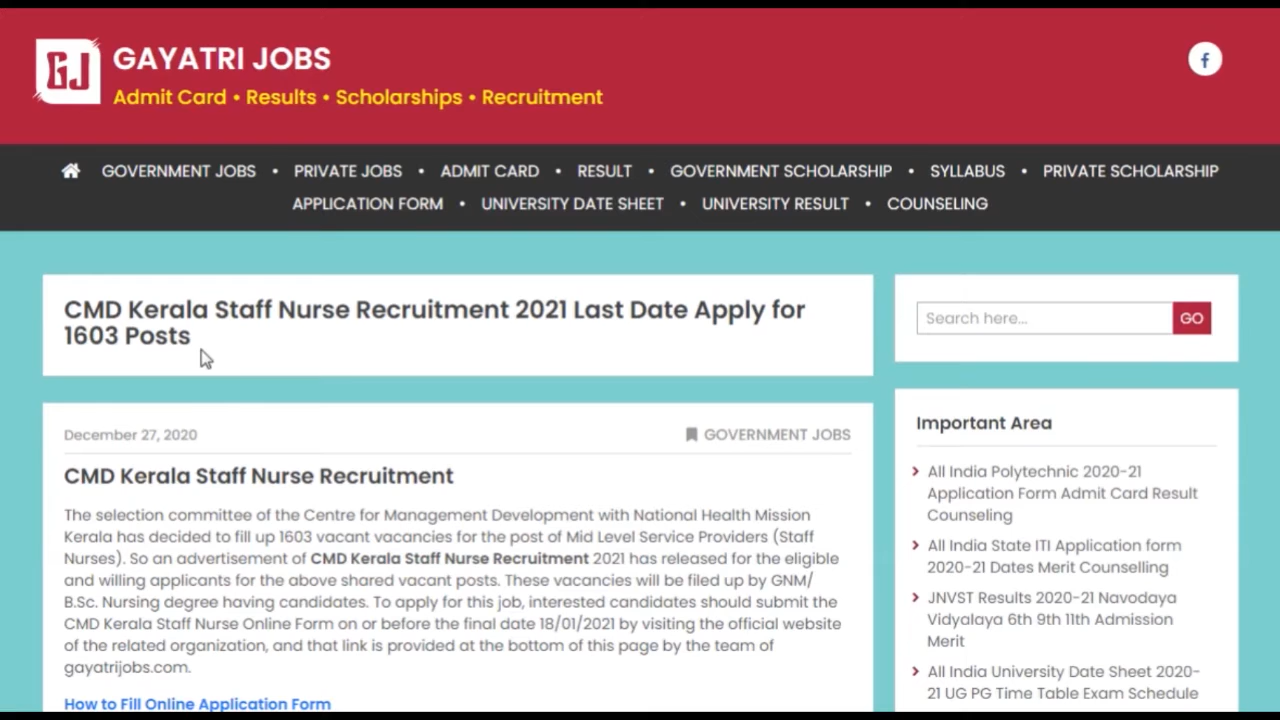 GJ
GAYATRI JOBS
Admit Card • Results • Scholarships • Recruitment
f
GOVERNMENT JOBS • PRIVATE JOBS • ADMIT CARD • RESULT • GOVERNMENT SCHOLARSHIP • SYLLABUS • PRIVATE SCHOLARSHIP
APPLICATION FORM • UNIVERSITY DATE SHEET • UNIVERSITY RESULT • COUNSELING
CMD Kerala Staff Nurse Recruitment 2021 Last Date Apply for
1603 Posts
December 27, 2020
GOVERNMENT JOBS
CMD Kerala Staff Nurse Recruitment
The selection committee of the Centre for Management Development with National Health Mission
Kerala has decided to fill up 1603 vacant vacancies for the post of Mid Level Service Providers (Staff
Nurses). So an advertisement of CMD Kerala Staff Nurse Recruitment 2021 has released for the eligible
and willing applicants for the above shared vacant posts. These vacancies will be filed up by GNM/
B.Sc. Nursing degree having candidates. To apply for this job, interested candidates should submit the
CMD Kerala Staff Nurse Online Form on or before the final date 18/01/2021 by visiting the official website
of the related organization, and that link is provided at the bottom of this page by the team of
gayatrijobs.com.
How to Fill Online Application Form
Search here...
GO
Important Area
All India Polytechnic 2020-21
Application Form Admit Card Result
Counseling
All India State ITI Application form
2020-21 Dates Merit Counselling
JNVST Results 2020-21 Navodaya
Vidyalaya 6th 9th 11th Admission
Merit
All India University Date Sheet 2020-
21 UG PG Time Table Exam Schedule